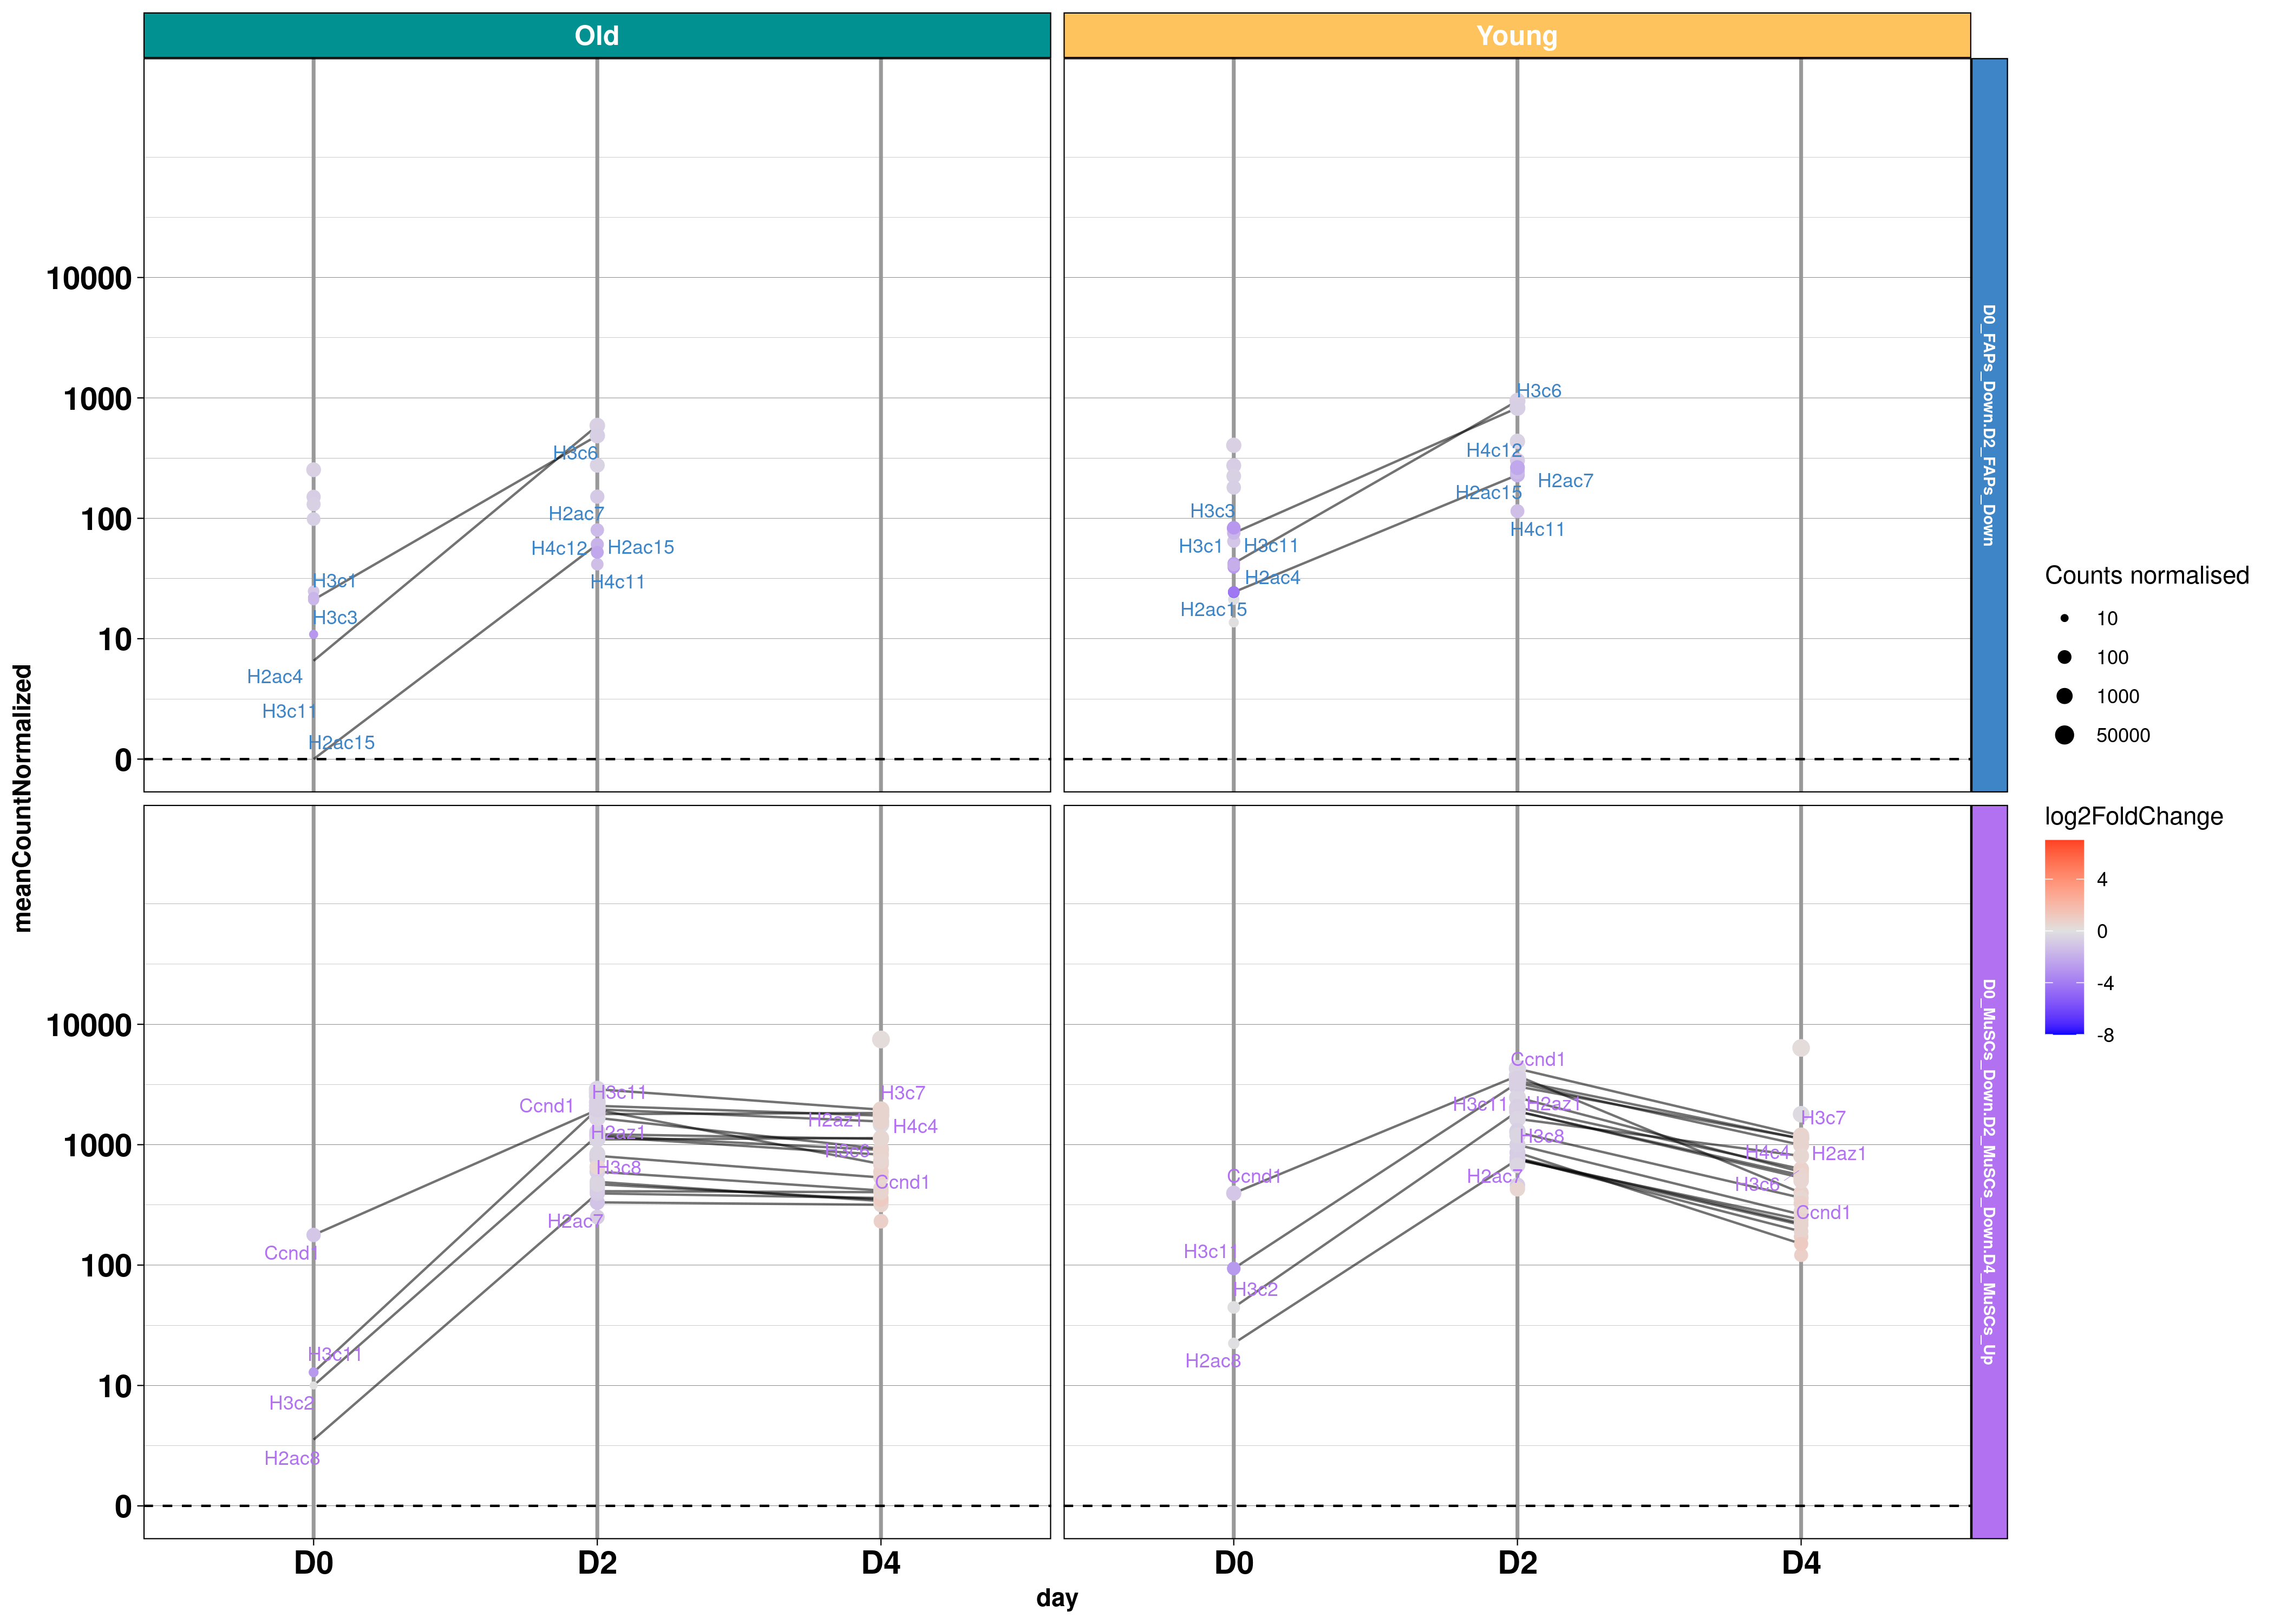 Old
Young
meanCountNormalized
10000
1000
100
10
0
H3c6
H2ac7
H4c12
H2ac15
H4c11
H3c1
H3c3
H2ac4
H3c11
H2ac15
H3c6
H4c12
H2ac7
H2ac15
H4c11
H3c3
H3c1
H3c11
H2ac4
H2ac15
D0_FAPs_Down.D2_FAPs_Down
10000
1000
100
10
0
Ccnd1
H3c11
H2az1
H3c8
H2ac7
Ccnd1
H3c11
H3c2
H2ac8
H3c7
H2az1
H4c4
H3c6
Ccnd1
Ccnd1
H3c11
H2az1
H3c8
H2ac7
Ccnd1
H3c11
H3c2
H2ac8
H3c7
H4c4
H2az1
H3c6
Ccnd1
D0_MuSCs_Down.D2_MuSCs_Down.D4_MuSCs_Up
D0
D2
D4
D0
D2
D4
day
Counts normalised
10
100
1000
50000
log2FoldChange
4
0
-4
-8